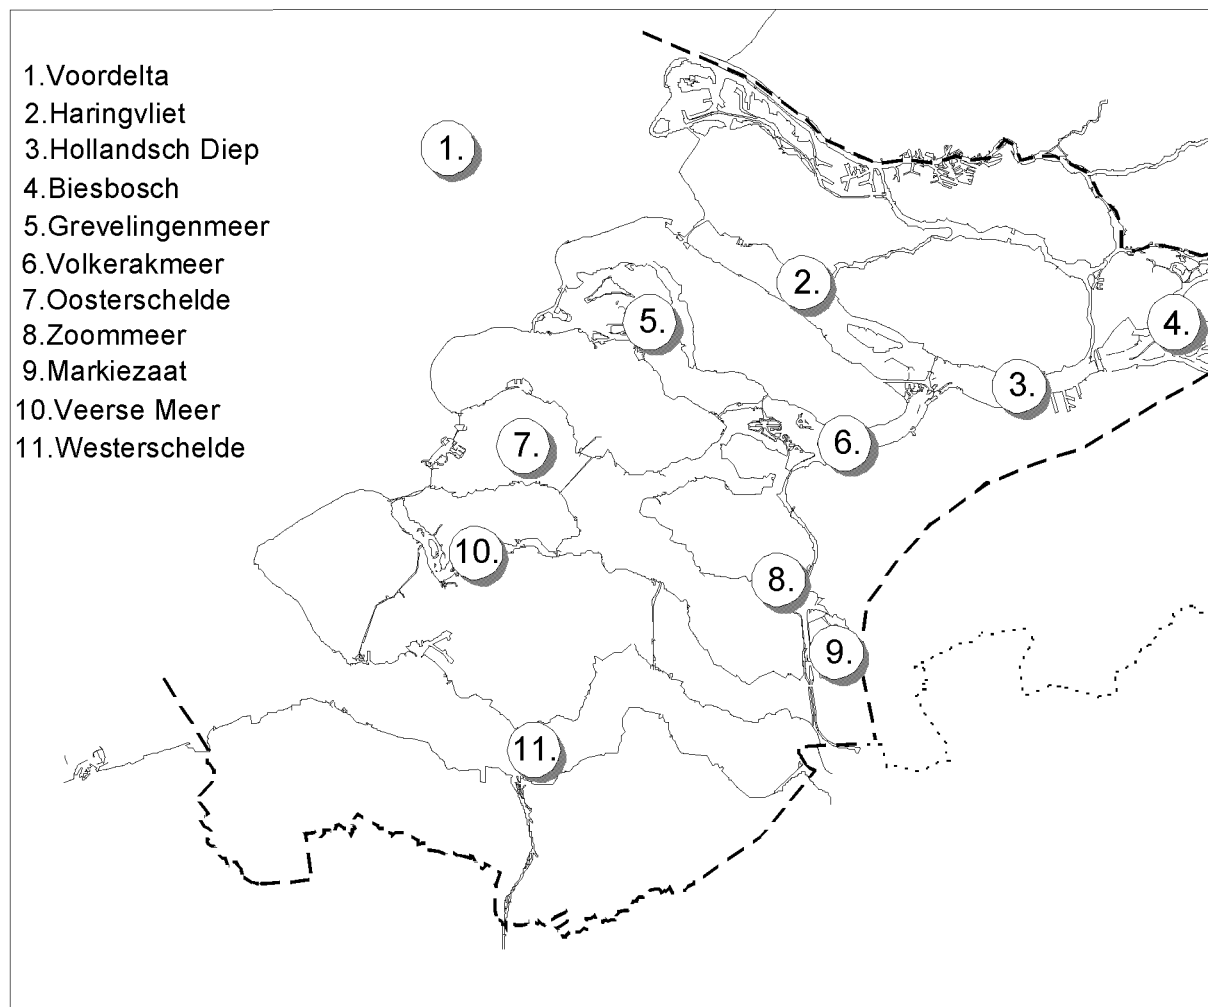 1.Voordelta
2.Haringvliet
3.Hollandsch Diep
4.Biesbosch
5.Grevelingenmeer
6.Volkerakmeer
7.Oosterschelde
8.Zoommeer
9.Markiezaat
10.Veerse Meer
11.Westerschelde
1.
2.
5.
4.
3.
6.
7.
10.
8.
9.
11.